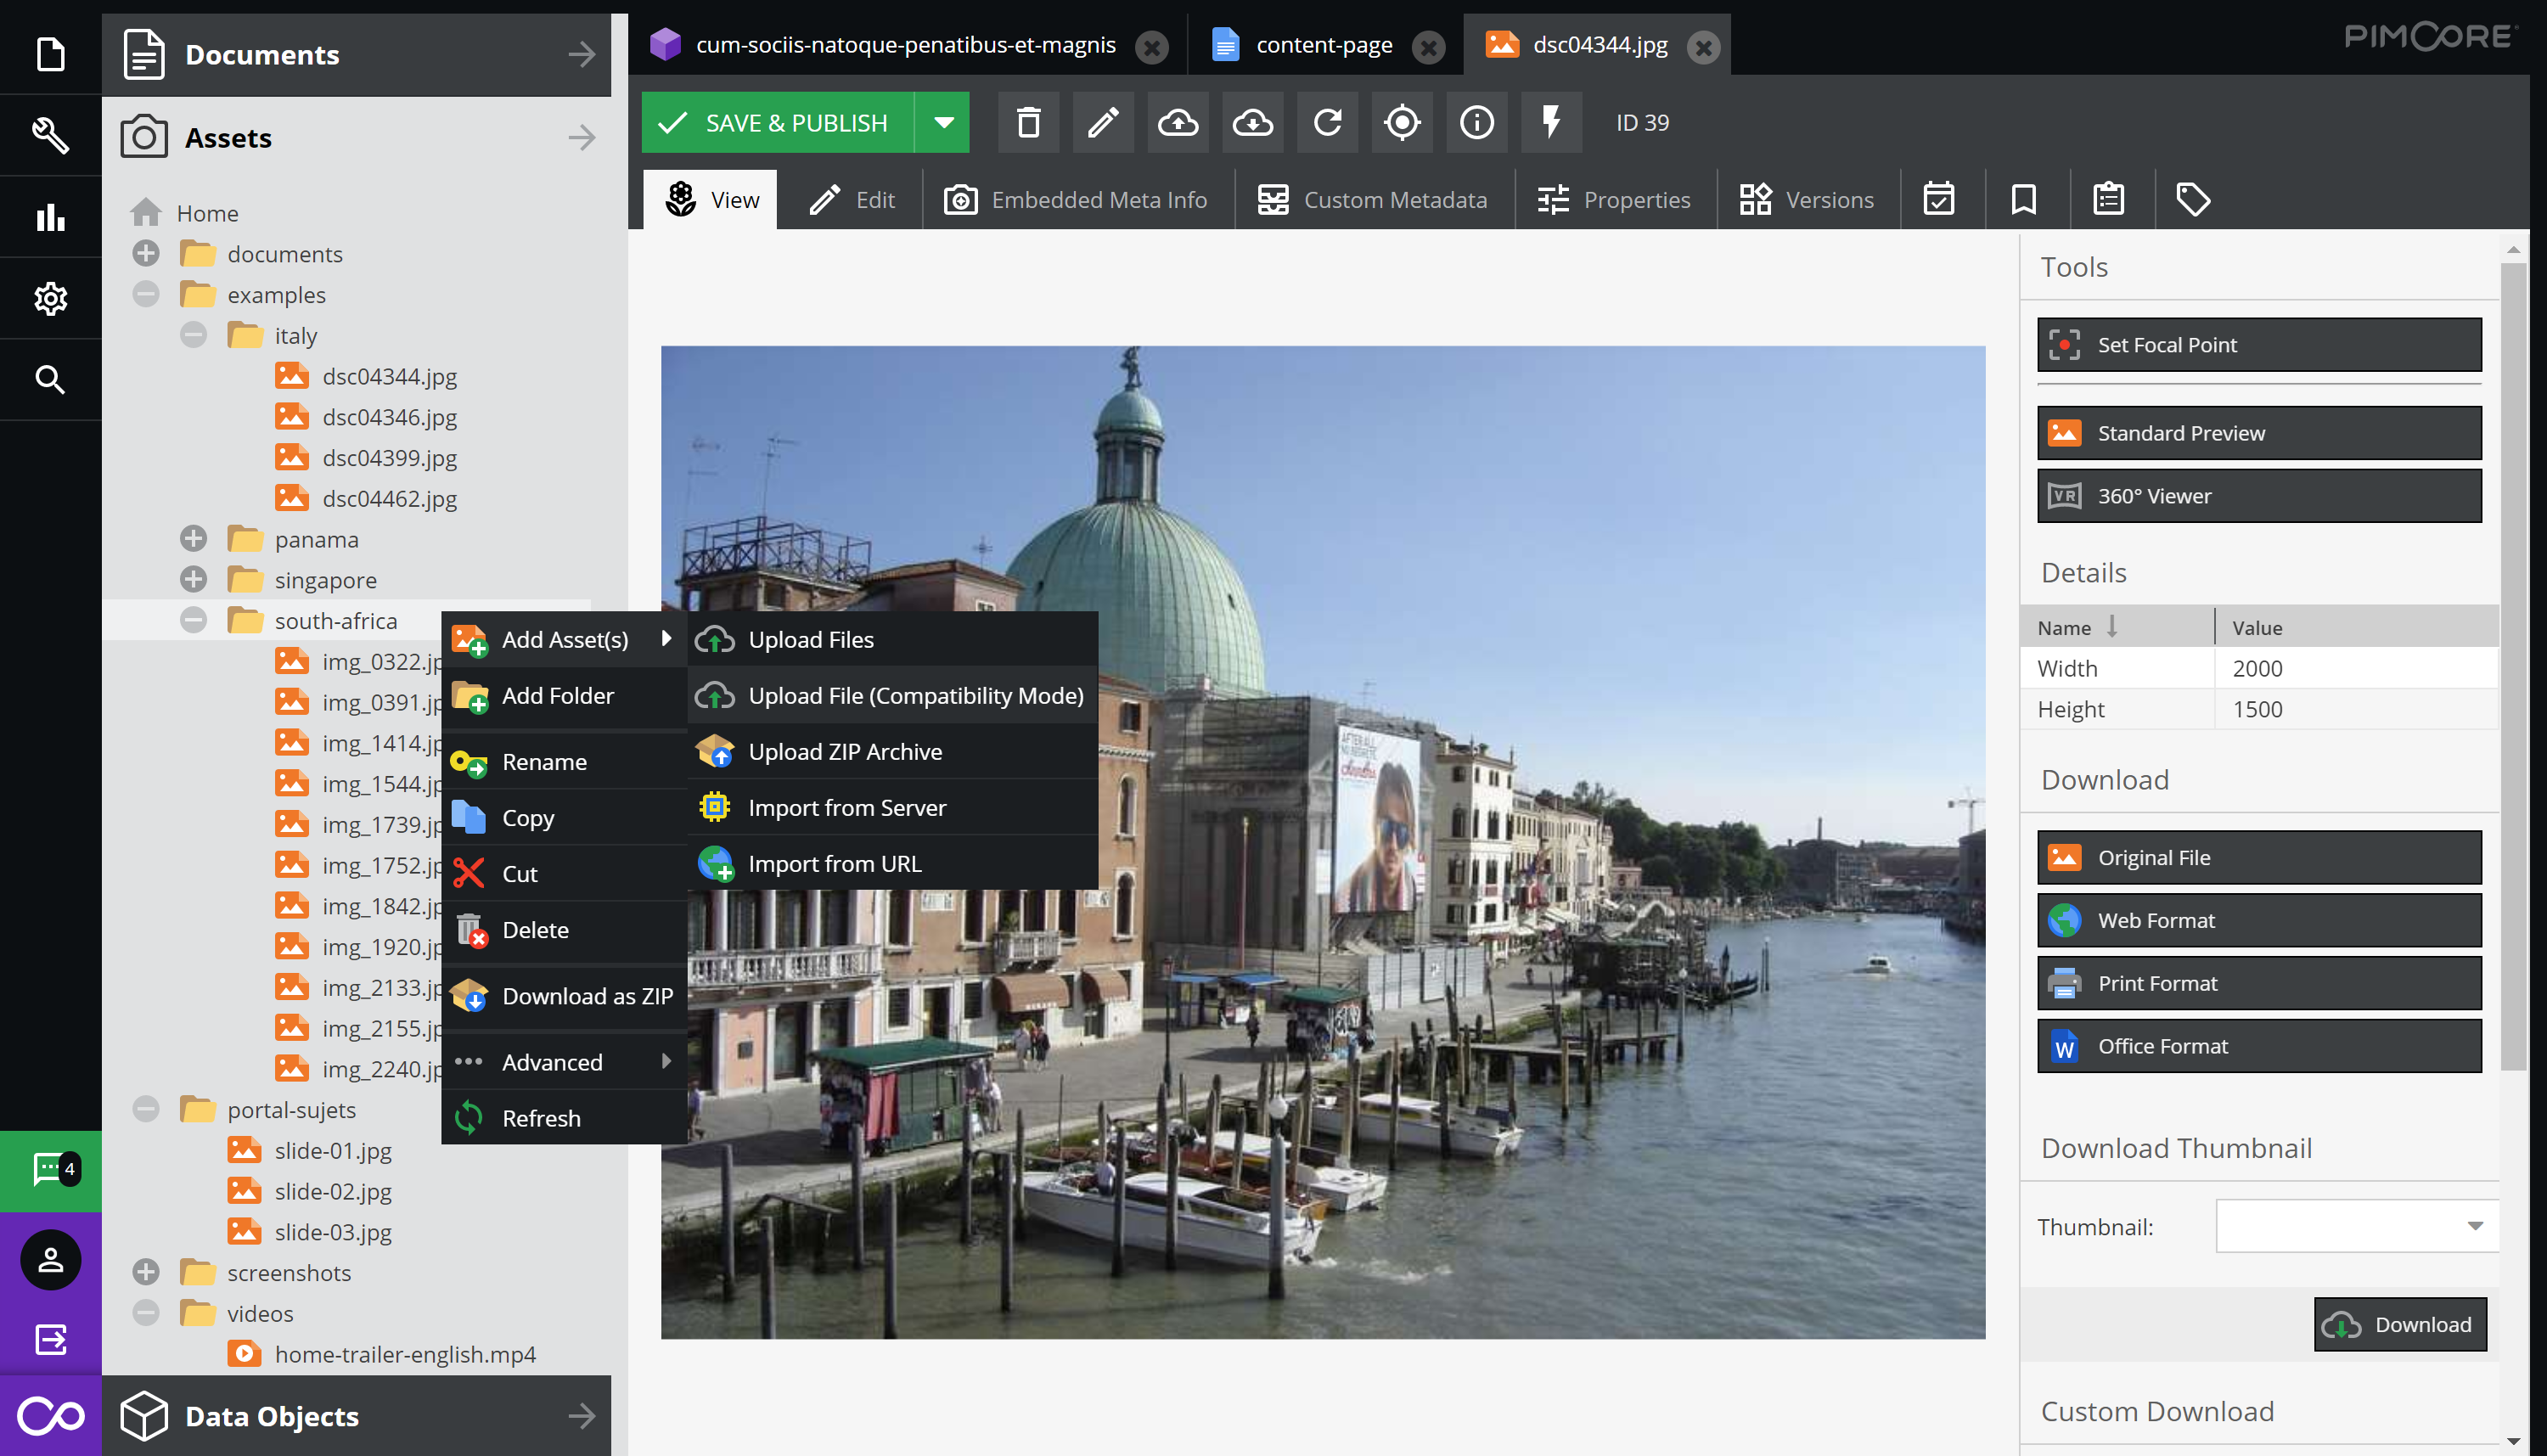 Documents
Assets
Home
documents
examples
italy
dsc04344.jpg
dsc04346.jpg
dsc04399.jpg
dsc04462.jpg
panama
singapore
south-africa
img_0322.jp
img_0391.jp
img_1414.jp
img_1544.jp
img_1739.jp
img_1752.jp
img_1842.jp
img_1920.jp
img_2133.jp
img_2155.jp
img_2240.jp
portal-sujets
slide-01.jpg
slide-02.jpg
slide-03.jpg
screenshots
videos
home-trailer-english.mp4
Data Objects
4
cum-sociis-natoque-penatibus-et-magnis
content-page
dsc04344.jpg
PIMCORE
SAVE & PUBLISH
ID 39
View
Edit
Embedded Meta Info
Custom Metadata
Properties
Versions
Add Asset(s)
Add Folder
Rename
Copy
Cut
Delete
Download as ZIP
Advanced
Refresh
Upload Files
Upload File (Compatibility Mode)
Upload ZIP Archive
Import from Server
Import from URL
AFTER ALL,
NO REGRETS
Tools
Set Focal Point
Standard Preview
VR
360° Viewer
Details
Name Value
Width 2000
Height 1500
Download
Original File
Web Format
Print Format
W
Office Format
Download Thumbnail
Thumbnail:
Download
Custom Download